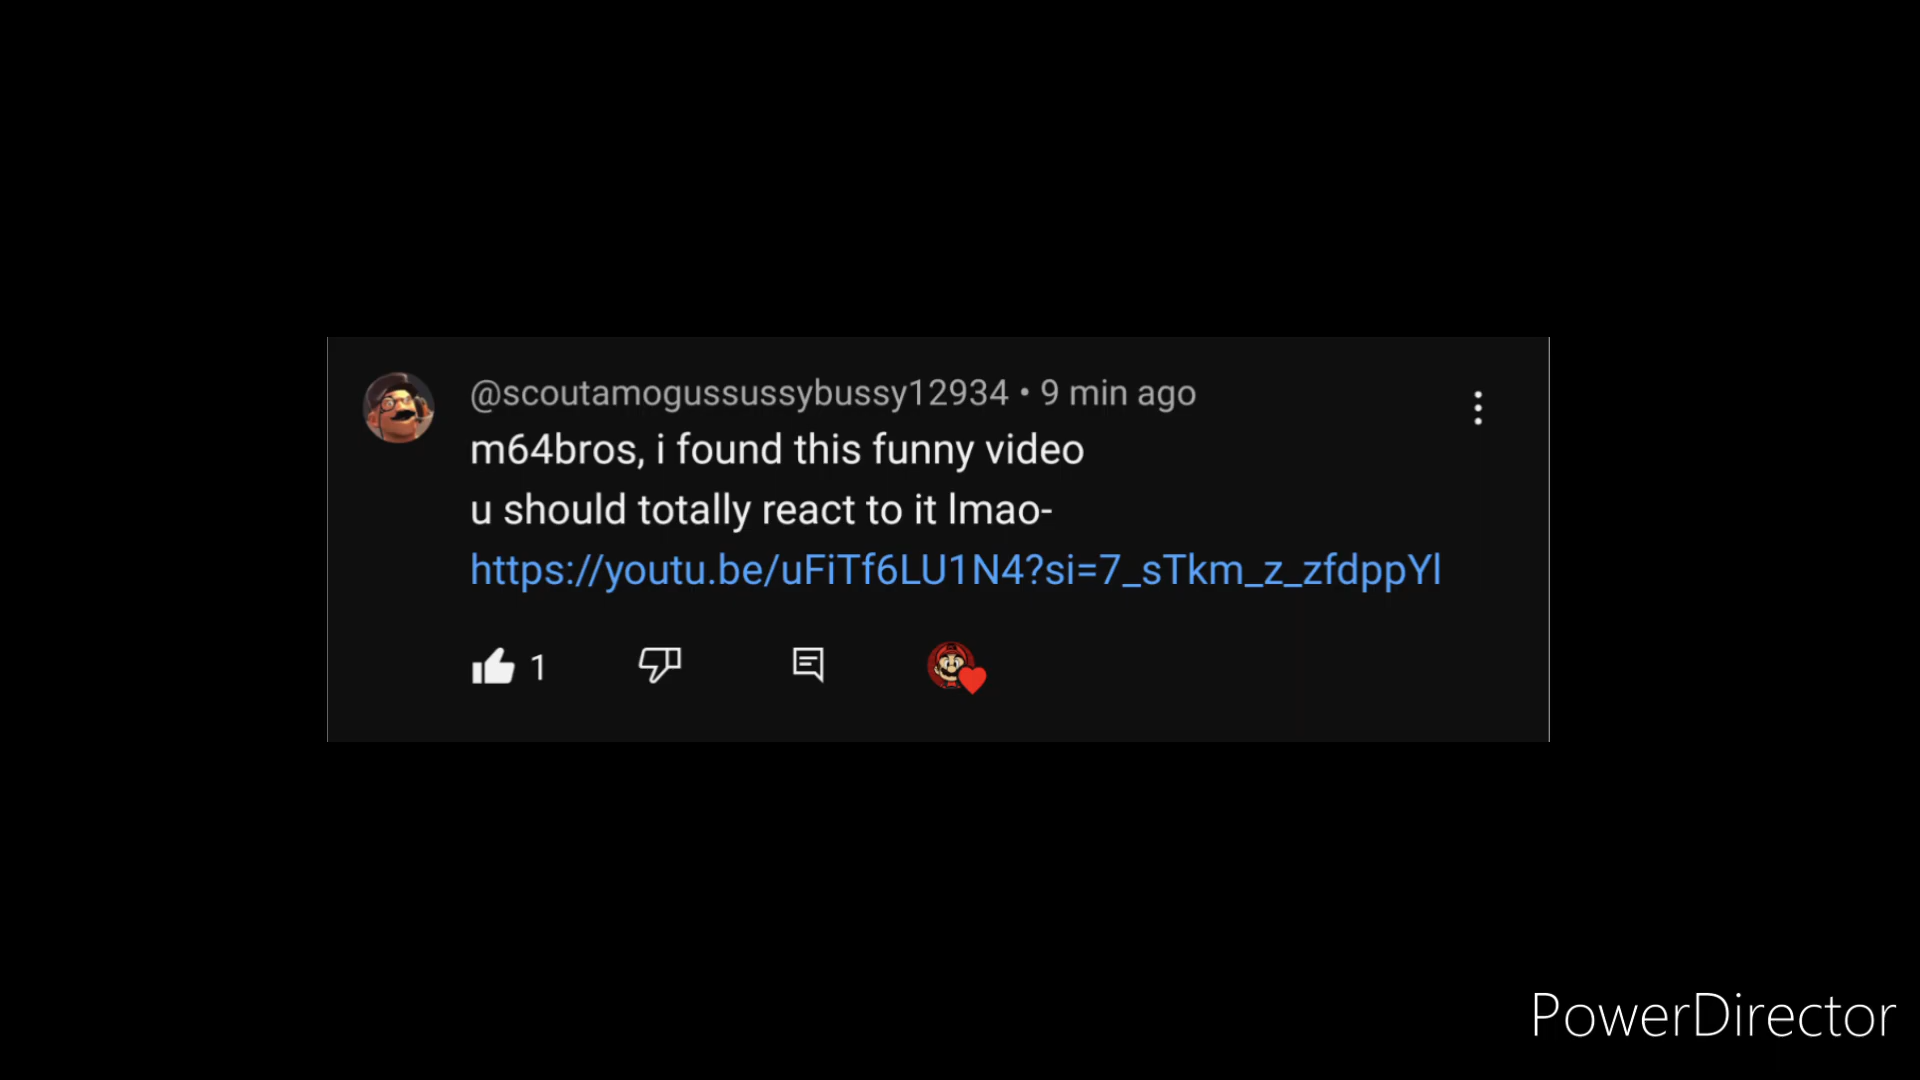 @scoutamogussussybussy12934 • 9 min ago
m64bros, i found this funny video
u should totally react to it lmao-
https://youtu.be/uFiTf6LU1N4?si=7_sTkm_z_zfdppYl
1
PowerDirector